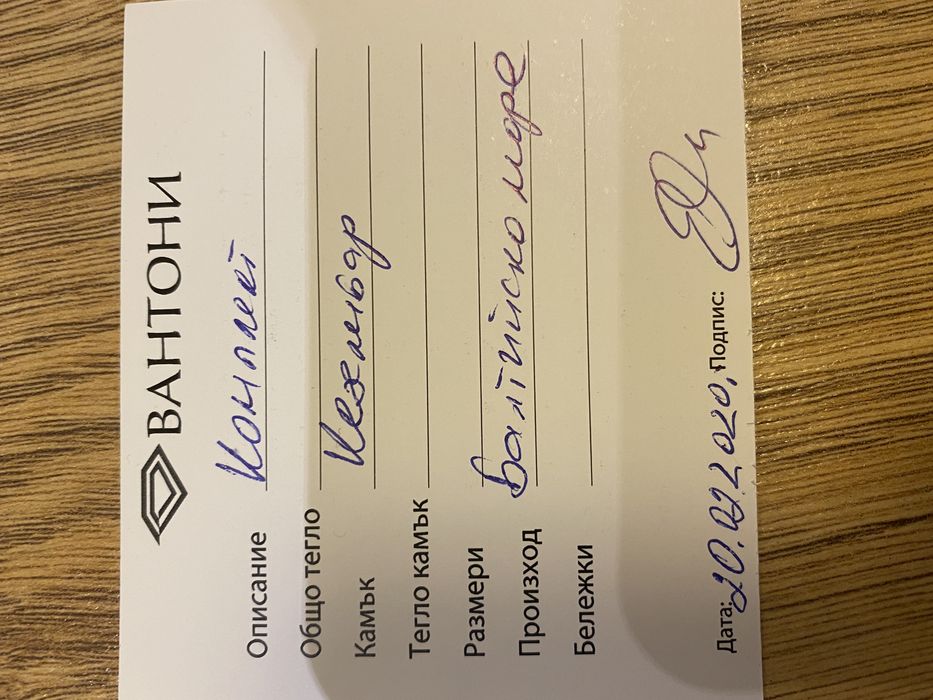 ВАНТОНИ
Описание Комплект
Общо тегло
Камък Кехлибар
Тегло камък
Размери
Произход Балтийско море
Бележки
Дата: 20.02.2020, Подпис: